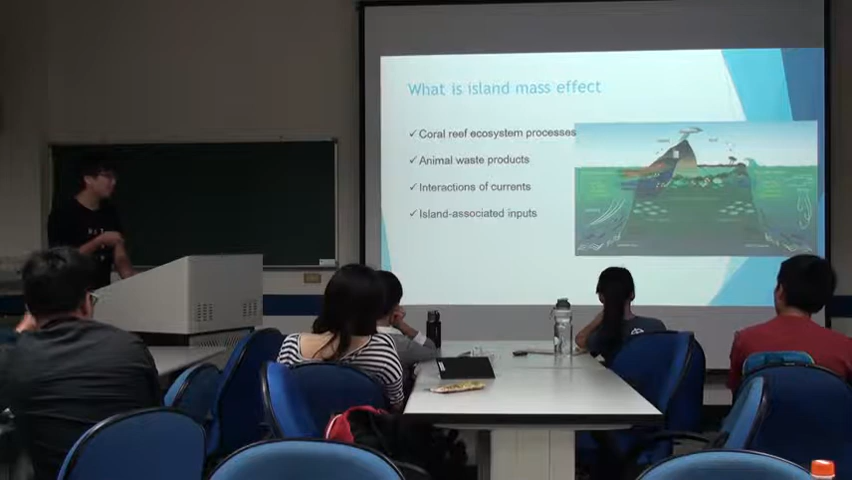 What is island mass effect
✓ Coral reef ecosystem processes
✓ Animal waste products
✓ Interactions of currents
✓ Island-associated inputs